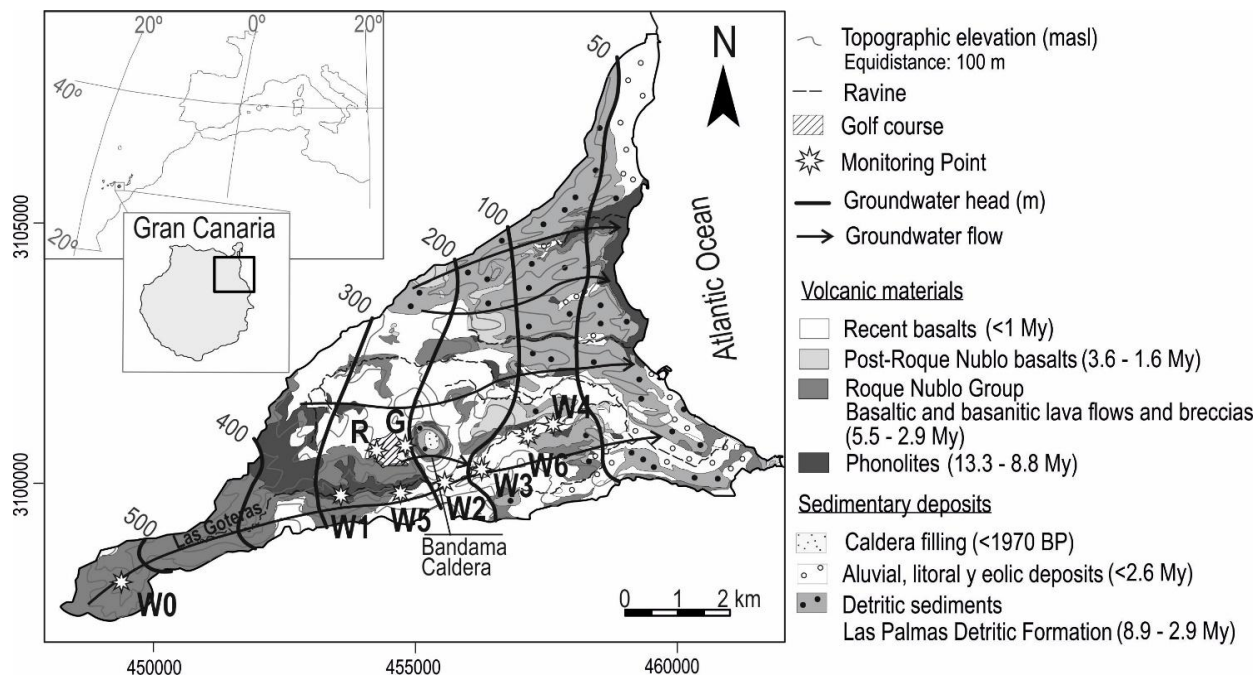 20º
0º
20º
40º
20º
Gran Canaria
3105000
310000
450000
455000
460000
50
100
200
300
400
500
N
Atlantic Ocean
R
G
W4
W6
W3
W2
W5
W1
W0
Las Goteras
Bandama
Caldera
0 1 2 km
Topographic elevation (masl)
Equidistance: 100 m
Ravine
Golf course
Monitoring Point
Groundwater head (m)
Groundwater flow
Volcanic materials
Recent basalts (<1 My)
Post-Roque Nublo basalts (3.6 - 1.6 My)
Roque Nublo Group
Basaltic and basanitic lava flows and breccias
(5.5 - 2.9 My)
Phonolites (13.3 - 8.8 My)
Sedimentary deposits
Caldera filling (<1970 BP)
Aluvial, litoral y eolic deposits (<2.6 My)
Detritic sediments
Las Palmas Detritic Formation (8.9 - 2.9 My)